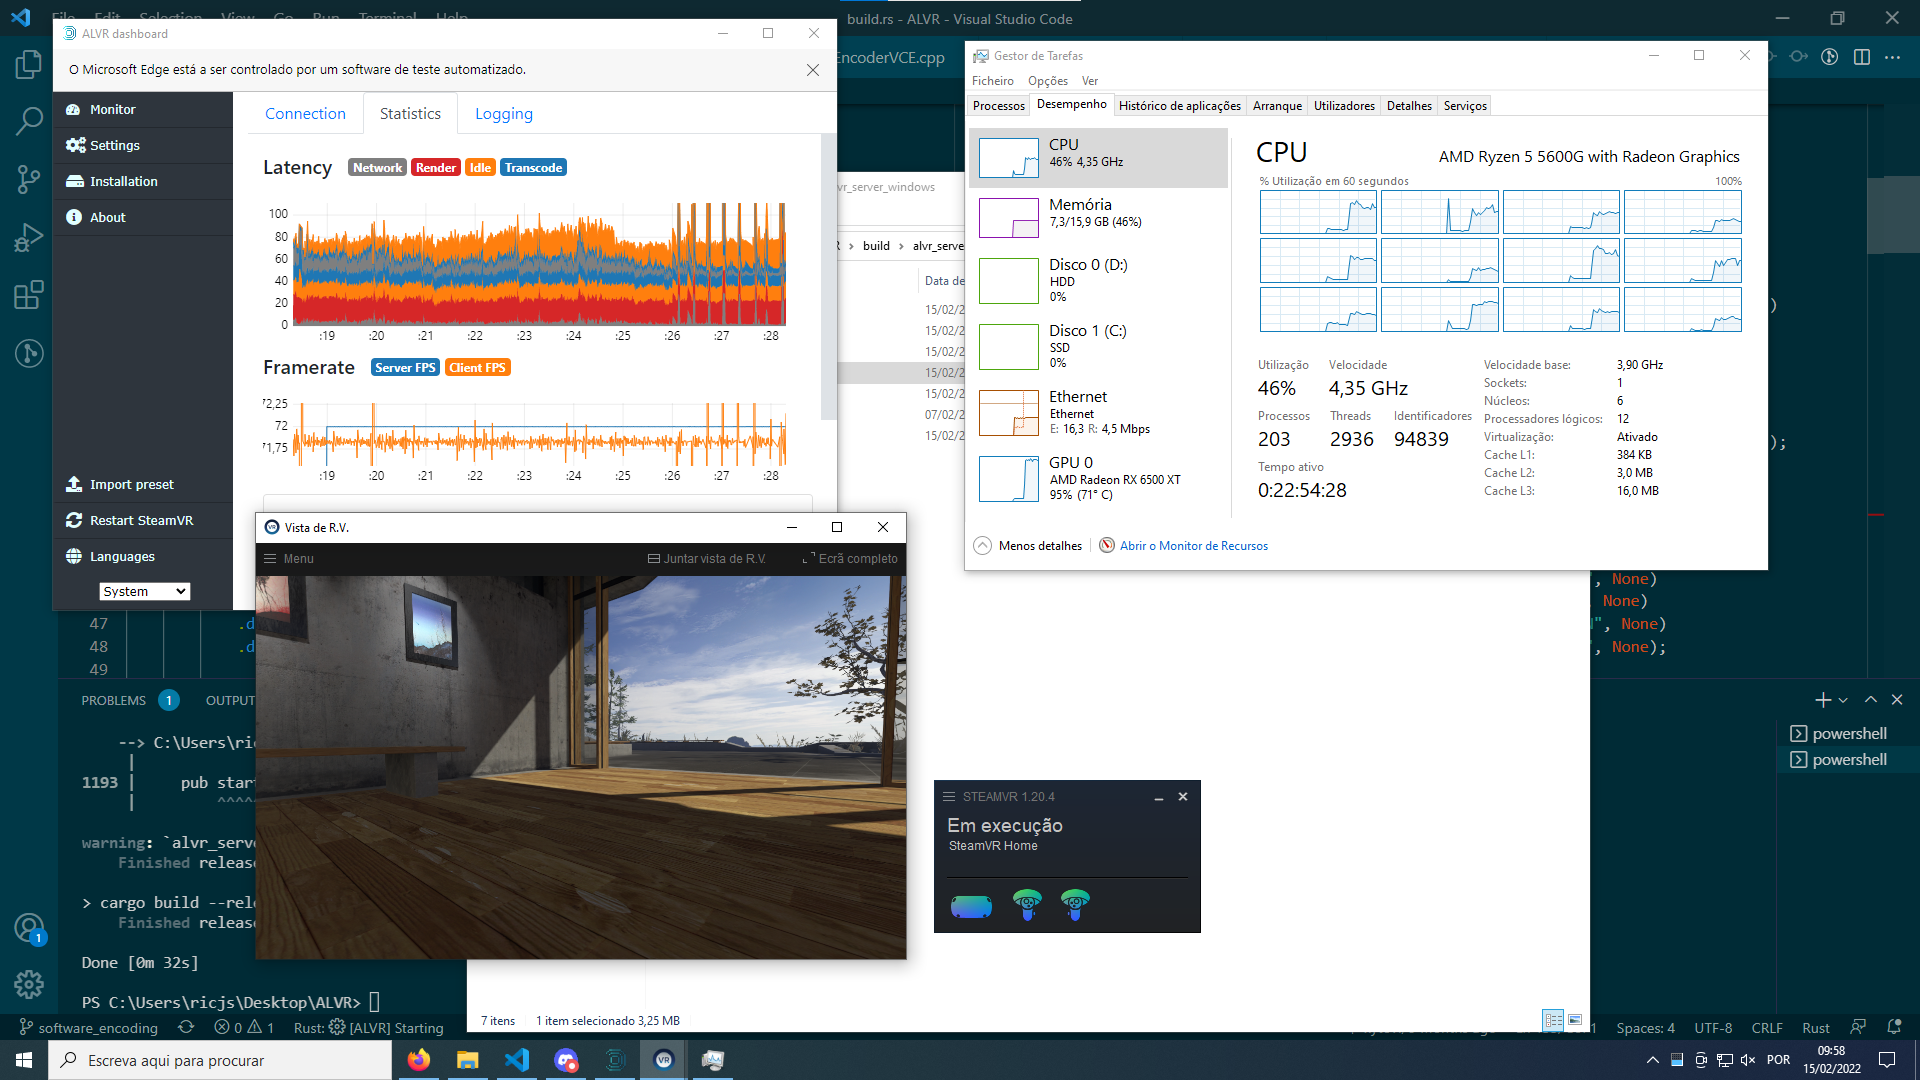 File Edit Selection View Go Run Terminal Help
build.rs - ALVR - Visual Studio Code
EncoderVCE.cpp
ALVR dashboard
O Microsoft Edge está a ser controlado por um software de teste automatizado.
Monitor
Settings
Installation
About
Import preset
Restart SteamVR
Languages
System
Connection
Statistics
Logging
Latency Network Render Idle Transcode
100
80
60
40
20
0
:19 :20 :21 :22 :23 :24 :25 :26 :27 :28
Framerate Server FPS Client FPS
72,25
72
71,75
:19 :20 :21 :22 :23 :24 :25 :26 :27 :28
vr_server_windows
R > build > alvr_serve
Data de
15/02/2
15/02/2
15/02/2
15/02/2
15/02/2
07/02/2
15/02/2
Gestor de Tarefas
Ficheiro Opções Ver
Processos Desempenho Histórico de aplicações Arranque Utilizadores Detalhes Serviços
CPU
46% 4,35 GHz
Memória
7,3/15,9 GB (46%)
Disco 0 (D:)
HDD
0%
Disco 1 (C:)
SSD
0%
Ethernet
Ethernet
E: 16,3 R: 4,5 Mbps
GPU 0
AMD Radeon RX 6500 XT
95% (71° C)
CPU AMD Ryzen 5 5600G with Radeon Graphics
% Utilização em 60 segundos 100%
Utilização Velocidade
46% 4,35 GHz
Processos Threads Identificadores
203 2936 94839
Tempo ativo
0:22:54:28
Velocidade base: 3,90 GHz
Sockets: 1
Núcleos: 6
Processadores lógicos: 12
Virtualização: Ativado
Cache L1: 384 KB
Cache L2: 3,0 MB
Cache L3: 16,0 MB
Menos detalhes
Abrir o Monitor de Recursos
)
);
", None)
, None)
", None)
", None);
47 .d
48 .d
49
Vista de R.V.
Menu
Juntar vista de R.V.
Ecrã completo
STEAMVR 1.20.4
Em execução
SteamVR Home
PROBLEMS 1 OUTPUT
--> C:\Users\ric
|
1193 | pub star
| ^^^^
warning: `alvr_serve
Finished release
> cargo build --rele
Finished release
Done [0m 32s]
PS C:\Users\ricjs\Desktop\ALVR>
powershell
powershell
7 itens 1 item selecionado 3,25 MB
1
software_encoding 0 1 Rust: [ALVR] Starting
Spaces: 4 UTF-8 CRLF Rust
Escreva aqui para procurar
POR
09:58
15/02/2022